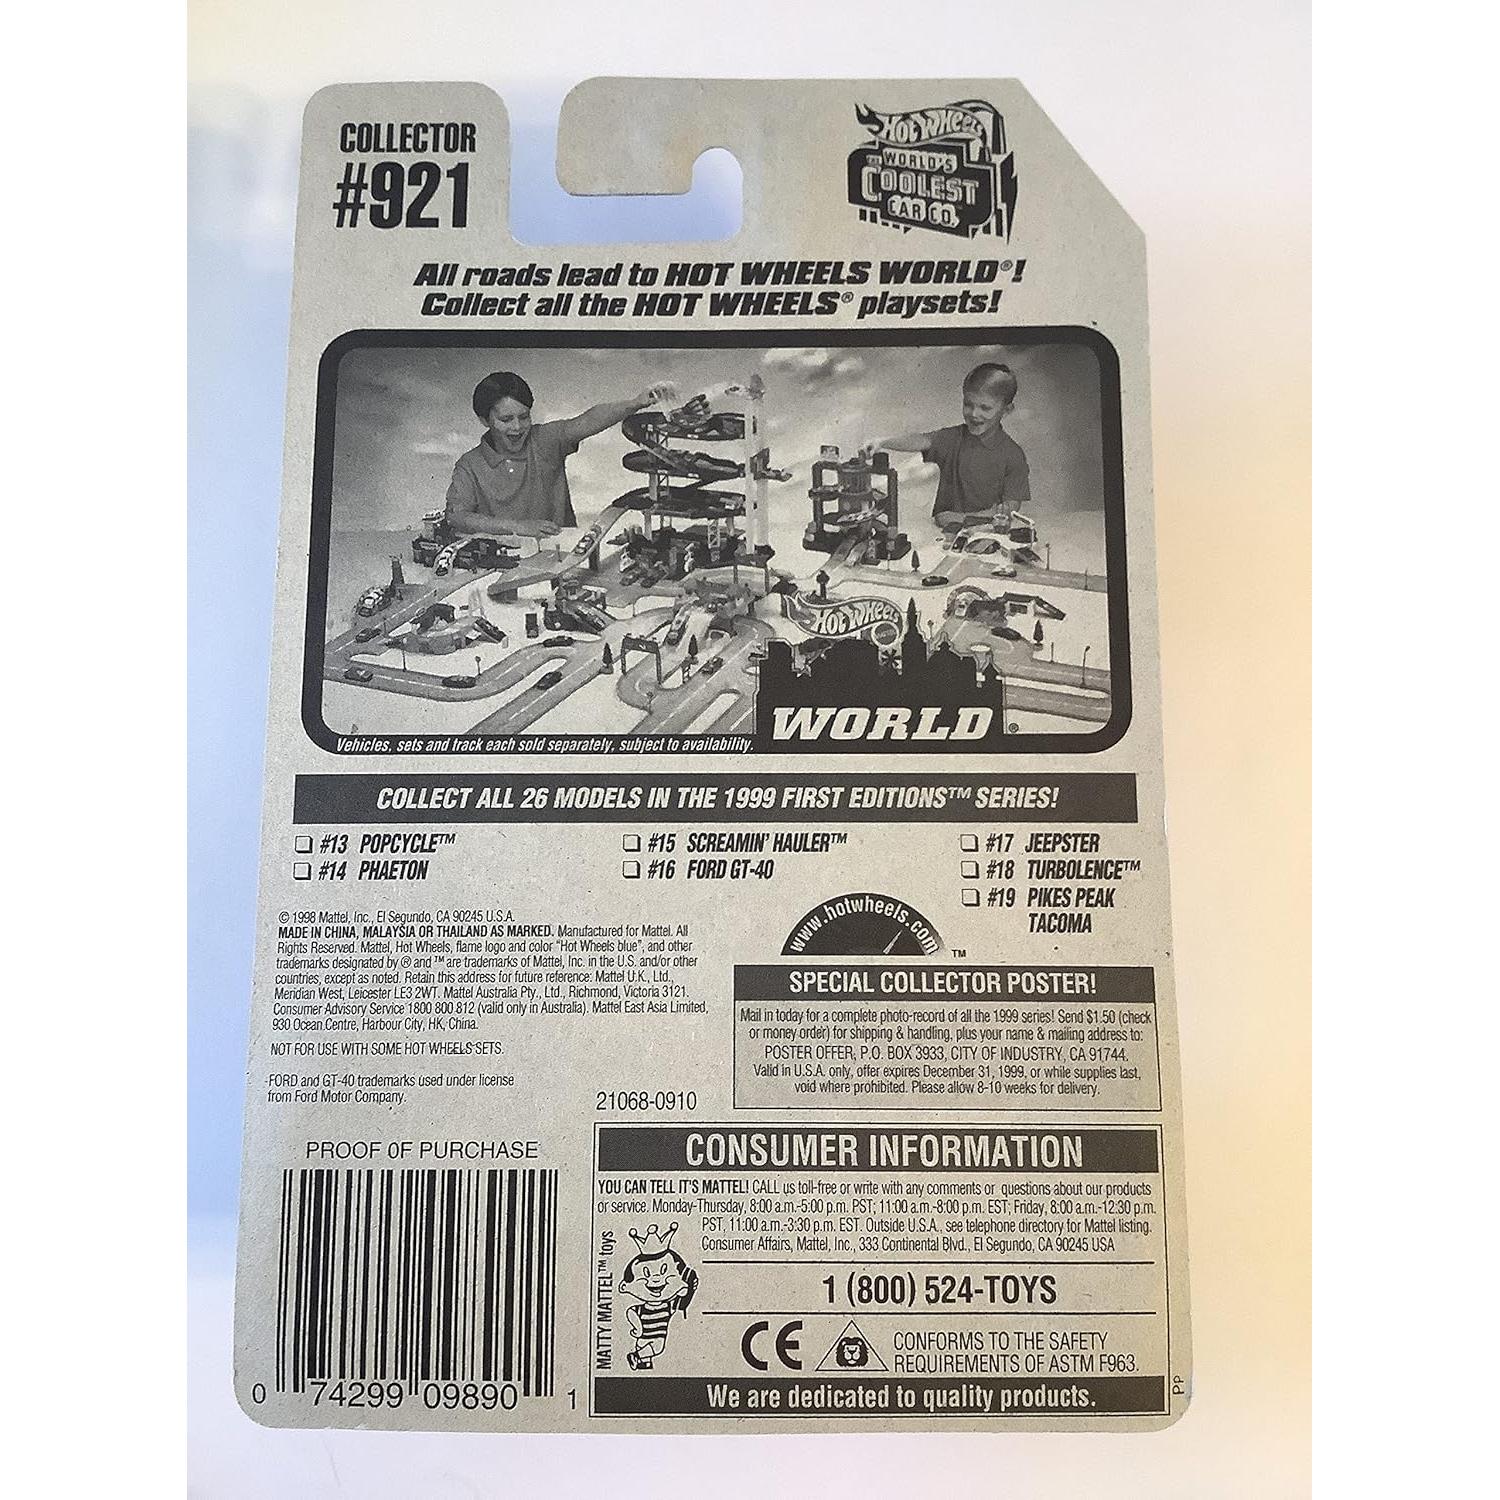 COLLECTOR
#921
HOT WHEELS
WORLD'S
COOLEST
CAR CO.
All roads lead to HOT WHEELS WORLD®!
Collect all the HOT WHEELS® playsets!
HOT WHEELS
WORLD ®
Vehicles, sets and track each sold separately, subject to availability.
COLLECT ALL 26 MODELS IN THE 1999 FIRST EDITIONS™ SERIES!
#13 POPCYCLE™
#14 PHAETON
#15 SCREAMIN' HAULER™
#16 FORD GT-40
#17 JEEPSTER
#18 TURBOLENCE™
#19 PIKES PEAK
TACOMA
© 1998 Mattel, Inc., El Segundo, CA 90245 U.S.A.
MADE IN CHINA, MALAYSIA OR THAILAND AS MARKED. Manufactured for Mattel. All
Rights Reserved. Mattel, Hot Wheels, flame logo and color "Hot Wheels blue", and other
trademarks designated by ® and ™ are trademarks of Mattel, Inc. in the U.S. and/or other
countries, except as noted. Retain this address for future reference: Mattel U.K., Ltd.,
Meridian West, Leicester LE3 2WT. Mattel Australia Pty., Ltd., Richmond, Victoria 3121.
Consumer Advisory Service 1800 800 812 (valid only in Australia). Mattel East Asia Limited,
930 Ocean Centre, Harbour City, HK, China.
NOT FOR USE WITH SOME HOT WHEELS SETS.
FORD and GT-40 trademarks used under license
from Ford Motor Company.
21068-0910
www.hotwheels.com ™
SPECIAL COLLECTOR POSTER!
Mail in today for a complete photo-record of all the 1999 series! Send $1.50 (check
or money order) for shipping & handling, plus your name & mailing address to:
POSTER OFFER, P.O. BOX 3933, CITY OF INDUSTRY, CA 91744.
Valid in U.S.A. only, offer expires December 31, 1999, or while supplies last,
void where prohibited. Please allow 8-10 weeks for delivery.
PROOF OF PURCHASE
0 74299 09890 1
CONSUMER INFORMATION
YOU CAN TELL IT'S MATTEL! CALL us toll-free or write with any comments or questions about our products
or service. Monday-Thursday, 8:00 a.m.-5:00 p.m. PST; 11:00 a.m.-8:00 p.m. EST; Friday, 8:00 a.m.-12:30 p.m.
PST, 11:00 a.m.-3:30 p.m. EST. Outside U.S.A., see telephone directory for Mattel listing.
Consumer Affairs, Mattel, Inc., 333 Continental Blvd., El Segundo, CA 90245 USA
MATTY MATTEL™ toys
1 (800) 524-TOYS
CE
CONFORMS TO THE SAFETY
REQUIREMENTS OF ASTM F963.
We are dedicated to quality products.
PP